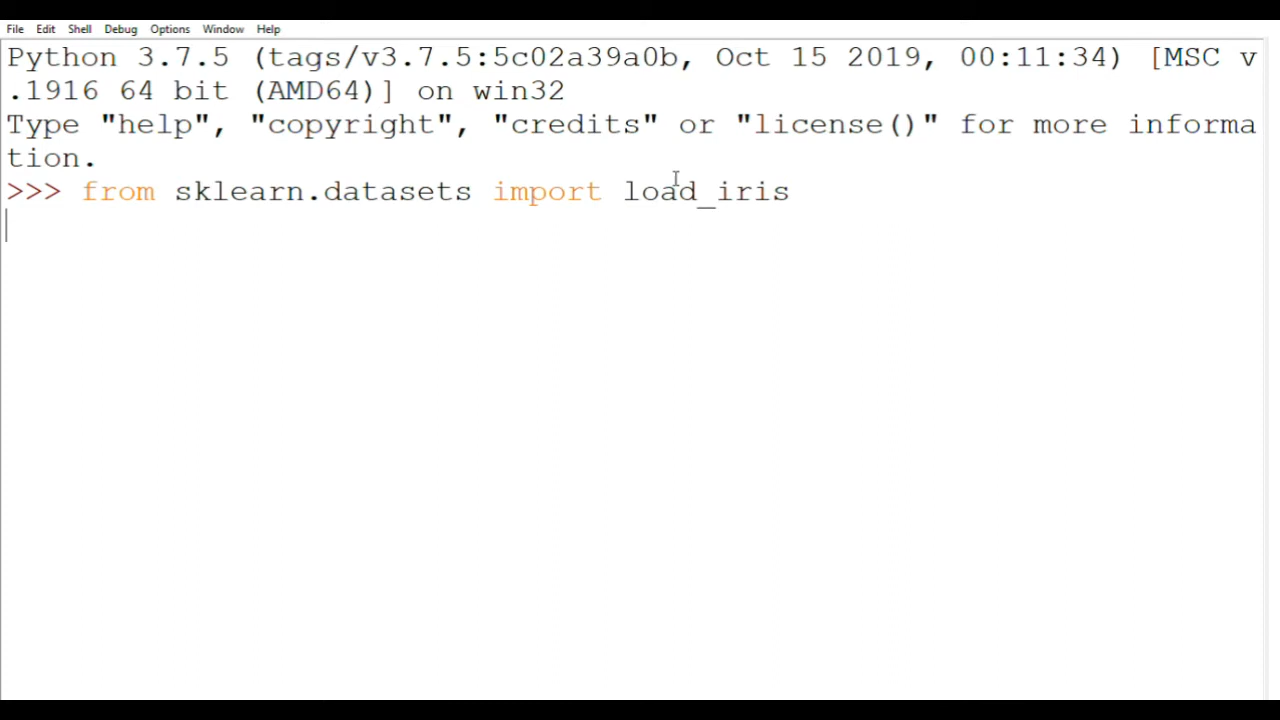 File Edit Shell Debug Options Window Help
Python 3.7.5 (tags/v3.7.5:5c02a39a0b, Oct 15 2019, 00:11:34) [MSC v
.1916 64 bit (AMD64)] on win32
Type "help", "copyright", "credits" or "license()" for more informa
tion.
>>> from sklearn.datasets import load_iris